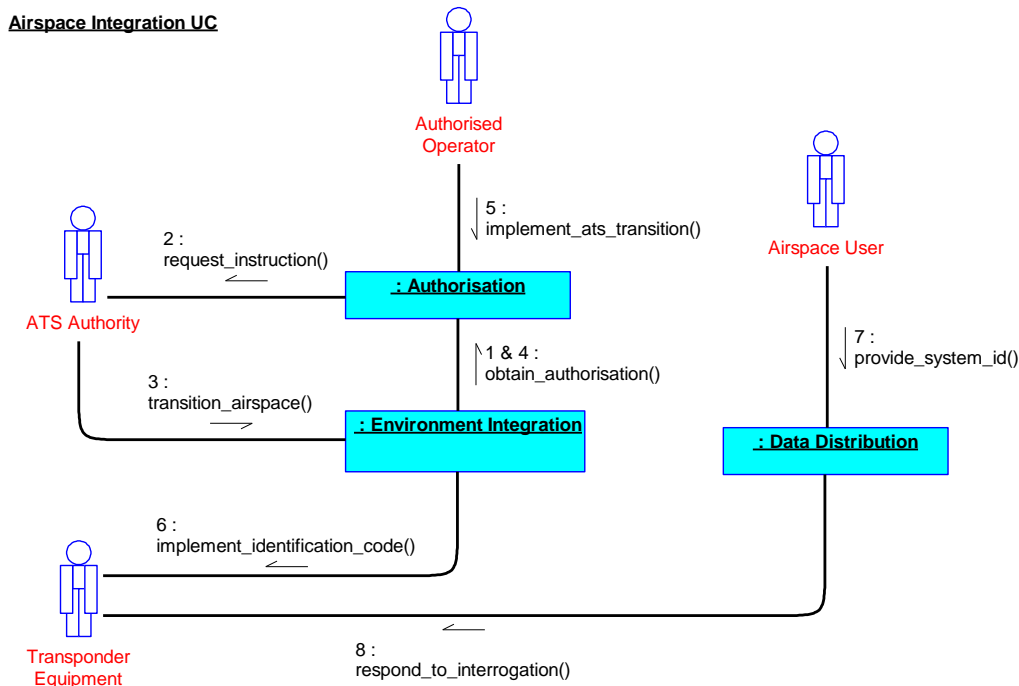 Airspace Integration UC
Authorised
Operator
5 :
implement_ats_transition()
Airspace User
2 :
request_instruction()
: Authorisation
ATS Authority
7 :
provide_system_id()
1 & 4 :
obtain_authorisation()
3 :
transition_airspace()
: Environment Integration
: Data Distribution
6 :
implement_identification_code()
Transponder
Equipment
8 :
respond_to_interrogation()